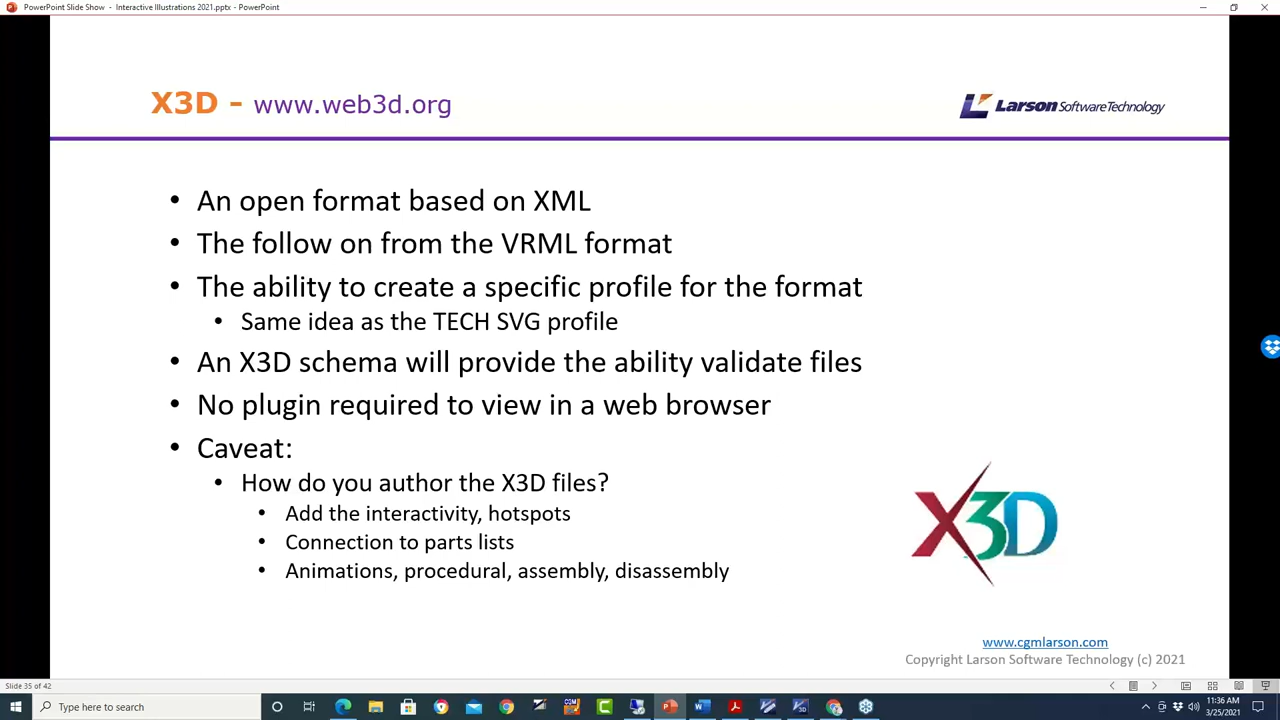 PowerPoint Slide Show - Interactive Illustrations 2021.pptx - PowerPoint
X3D - www.web3d.org
Larson Software Technology
• An open format based on XML
• The follow on from the VRML format
• The ability to create a specific profile for the format
• Same idea as the TECH SVG profile
• An X3D schema will provide the ability validate files
• No plugin required to view in a web browser
• Caveat:
• How do you author the X3D files?
• Add the interactivity, hotspots
• Connection to parts lists
• Animations, procedural, assembly, disassembly
X3D
www.cgmlarson.com
Copyright Larson Software Technology (c) 2021
Slide 35 of 42
Type here to search
11:36 AM
3/25/2021